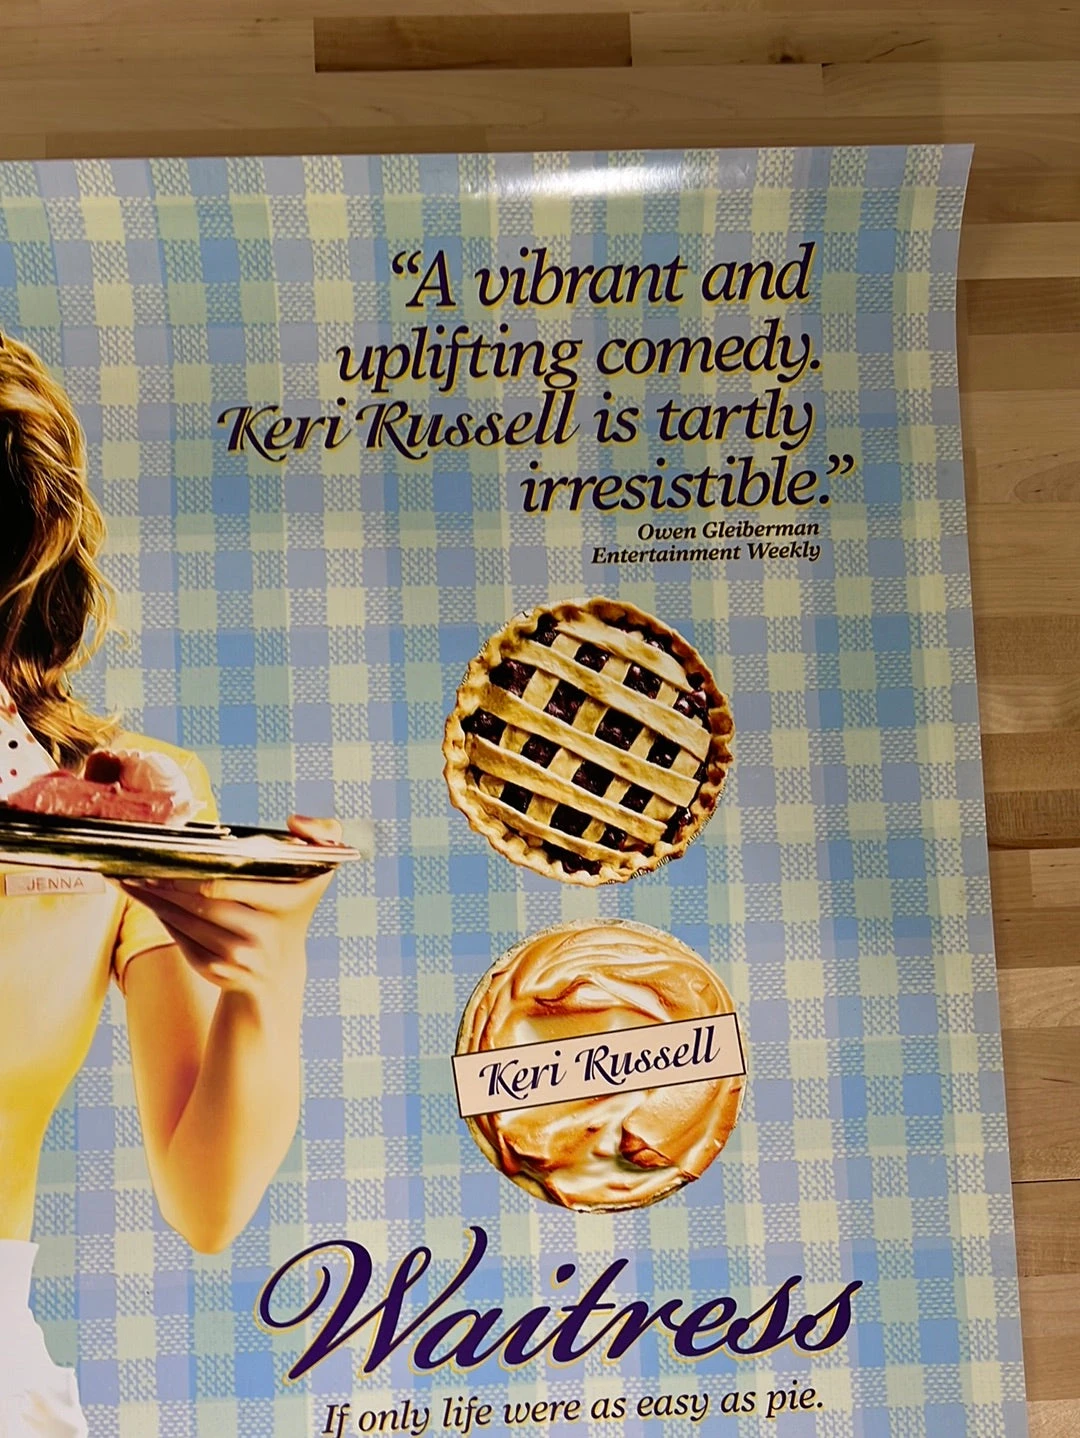 “A vibrant and
uplifting comedy.
Keri Russell is tartly
irresistible.”
Owen Gleiberman
Entertainment Weekly
JENNA
Keri Russell
Waitress
If only life were as easy as pie.